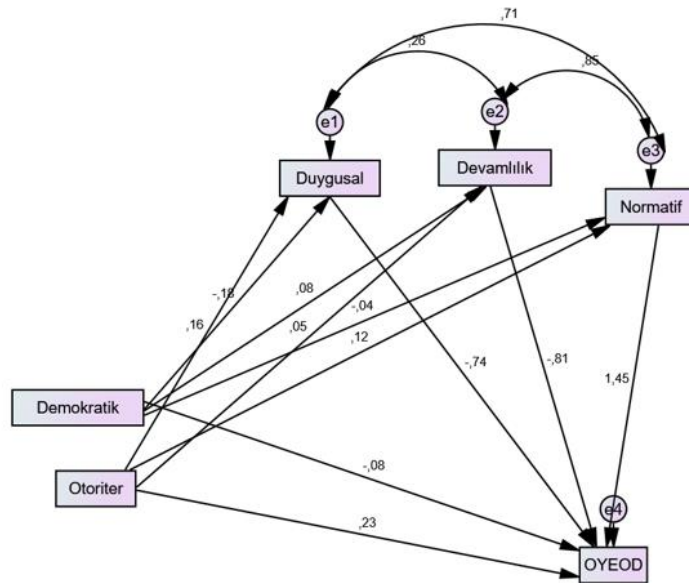 ,71
,26
,85
e1
e2
e3
Duygusal
Devamlılık
Normatif
-,18
,08
-,04
,16
,05
,12
-,74
-,81
1,45
Demokratik
-,08
Otoriter
,23
e4
OYEOD